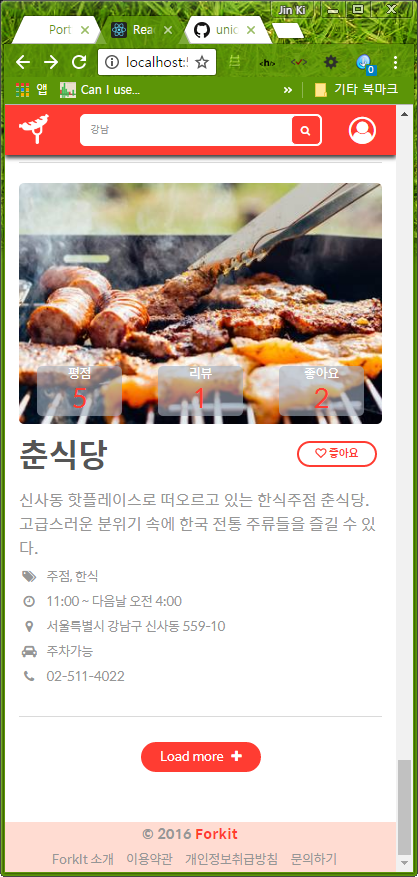 Jin Ki
Port
Rea
unic
localhost:5
앱
Can I use...
기타 북마크
강남
평점
리뷰
좋아요
5
1
2
춘식당
좋아요
신사동 핫플레이스로 떠오르고 있는 한식주점 춘식당.
고급스러운 분위기 속에 한국 전통 주류들을 즐길 수 있
다.
주점, 한식
11:00 ~ 다음날 오전 4:00
서울특별시 강남구 신사동 559-10
주차가능
02-511-4022
Load more
© 2016 Forkit
ForkIt 소개 이용약관 개인정보취급방침 문의하기